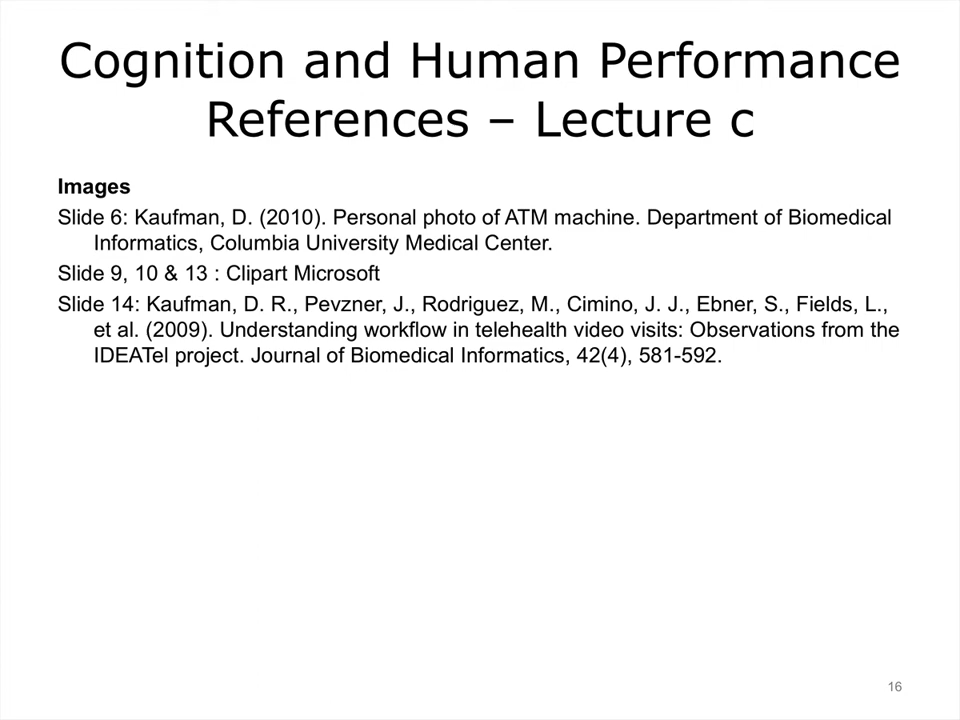 Cognition and Human Performance
References – Lecture c
Images
Slide 6: Kaufman, D. (2010). Personal photo of ATM machine. Department of Biomedical
Informatics, Columbia University Medical Center.
Slide 9, 10 & 13 : Clipart Microsoft
Slide 14: Kaufman, D. R., Pevzner, J., Rodriguez, M., Cimino, J. J., Ebner, S., Fields, L.,
et al. (2009). Understanding workflow in telehealth video visits: Observations from the
IDEATel project. Journal of Biomedical Informatics, 42(4), 581-592.
16